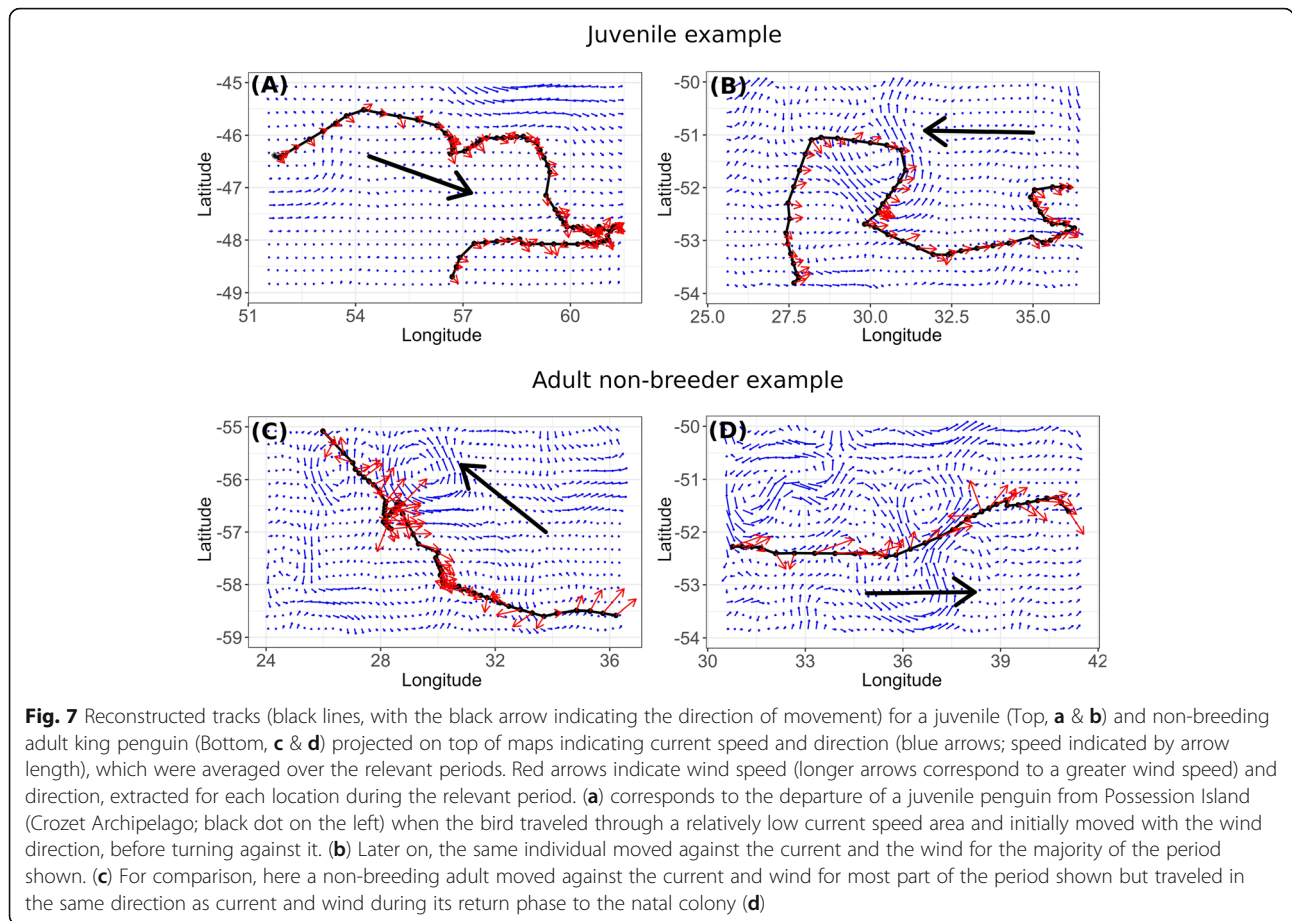 Juvenile example
(A)
-45
-46
-47
-48
-49
Latitude
51 54 57 60
Longitude
(B)
-50
-51
-52
-53
-54
Latitude
25.0 27.5 30.0 32.5 35.0
Longitude
Adult non-breeder example
(C)
-55
-56
-57
-58
-59
Latitude
24 28 32 36
Longitude
(D)
-50
-51
-52
-53
-54
Latitude
30 33 36 39 42
Longitude
Fig. 7 Reconstructed tracks (black lines, with the black arrow indicating the direction of movement) for a juvenile (Top, a & b) and non-breeding
adult king penguin (Bottom, c & d) projected on top of maps indicating current speed and direction (blue arrows; speed indicated by arrow
length), which were averaged over the relevant periods. Red arrows indicate wind speed (longer arrows correspond to a greater wind speed) and
direction, extracted for each location during the relevant period. (a) corresponds to the departure of a juvenile penguin from Possession Island
(Crozet Archipelago; black dot on the left) when the bird traveled through a relatively low current speed area and initially moved with the wind
direction, before turning against it. (b) Later on, the same individual moved against the current and the wind for the majority of the period
shown. (c) For comparison, here a non-breeding adult moved against the current and wind for most part of the period shown but traveled in
the same direction as current and wind during its return phase to the natal colony (d)